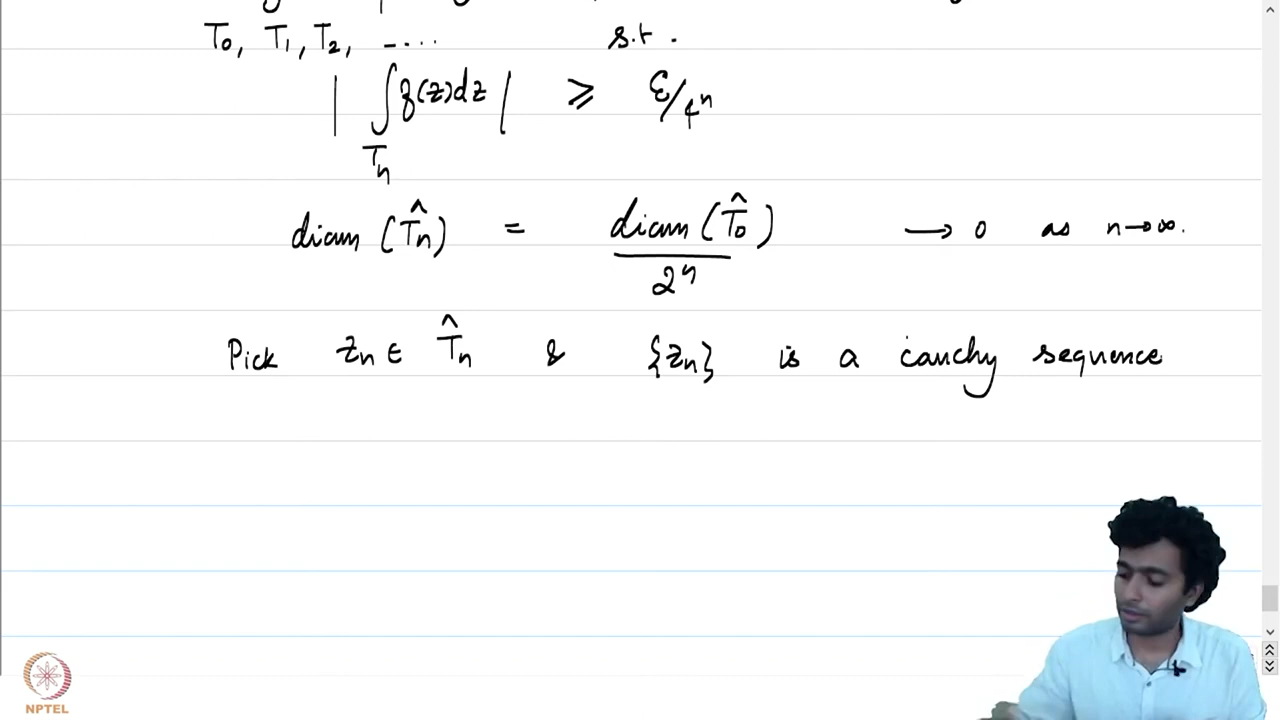 T₀, T₁, T₂, -... s.t.
| ∫_{Tₙ} f(z)dz | ⩾ ε/4ⁿ
diam (T̂ₙ) = diam (T̂₀) / 2ⁿ → 0 as n→∞.
Pick zₙ ∈ T̂ₙ & {zₙ} is a cauchy sequence
NPTEL